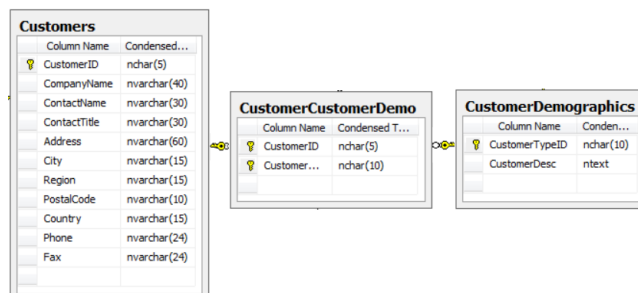 Customers
Column Name Condensed...
CustomerID nchar(5)
CompanyName nvarchar(40)
ContactName nvarchar(30)
ContactTitle nvarchar(30)
Address nvarchar(60)
City nvarchar(15)
Region nvarchar(15)
PostalCode nvarchar(10)
Country nvarchar(15)
Phone nvarchar(24)
Fax nvarchar(24)
CustomerCustomerDemo
Column Name Condensed T...
CustomerID nchar(5)
Customer... nchar(10)
CustomerDemographics
Column Name Conden...
CustomerTypeID nchar(10)
CustomerDesc ntext